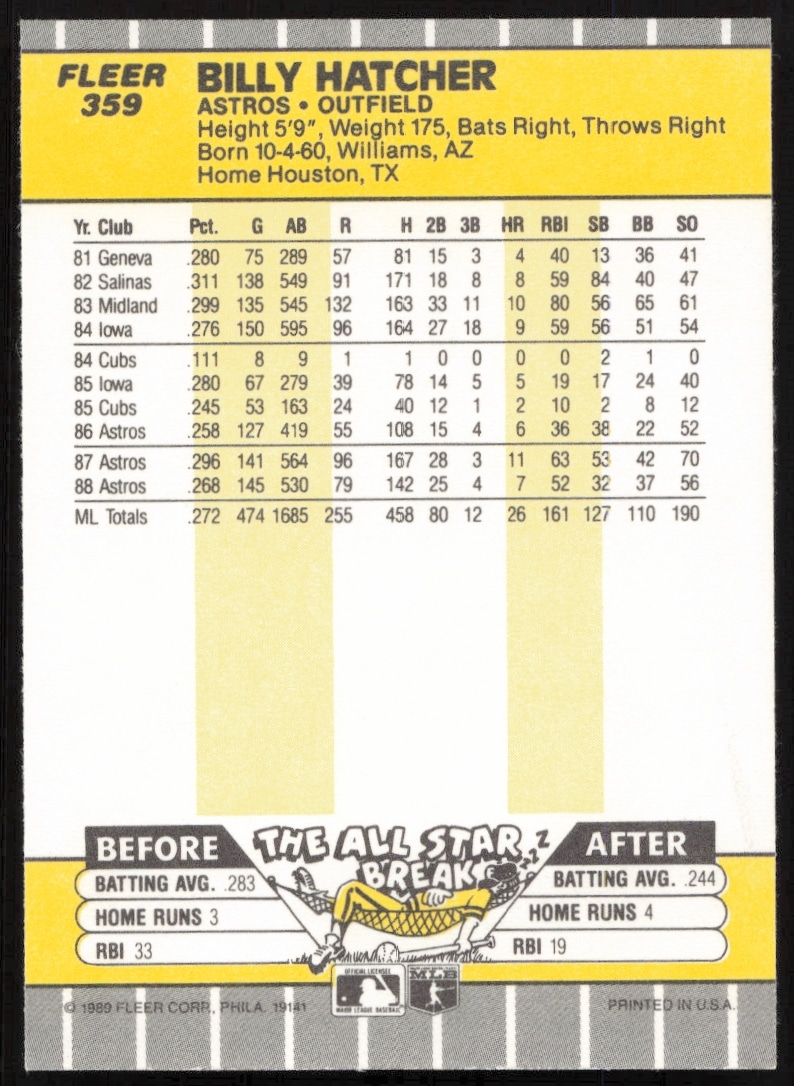 FLEER
359
BILLY HATCHER
ASTROS • OUTFIELD
Height 5'9", Weight 175, Bats Right, Throws Right
Born 10-4-60, Williams, AZ
Home Houston, TX
Yr. Club Pct. G AB R H 2B 3B HR RBI SB BB SO
81 Geneva .280 75 289 57 81 15 3 4 40 13 36 41
82 Salinas .311 138 549 91 171 18 8 8 59 84 40 47
83 Midland .299 135 545 132 163 33 11 10 80 56 65 61
84 Iowa .276 150 595 96 164 27 18 9 59 56 51 54
84 Cubs .111 8 9 1 1 0 0 0 0 2 1 0
85 Iowa .280 67 279 39 78 14 5 5 19 17 24 40
85 Cubs .245 53 163 24 40 12 1 2 10 2 8 12
86 Astros .258 127 419 55 108 15 4 6 36 38 22 52
87 Astros .296 141 564 96 167 28 3 11 63 53 42 70
88 Astros .268 145 530 79 142 25 4 7 52 32 37 56
ML Totals .272 474 1685 255 458 80 12 26 161 127 110 190
THE ALL STAR
BREAK
zzZZ
BEFORE
BATTING AVG. .283
HOME RUNS 3
RBI 33
AFTER
BATTING AVG. .244
HOME RUNS 4
RBI 19
OFFICIAL LICENSEE
MAJOR LEAGUE BASEBALL
MLB
© 1989 FLEER CORP., PHILA. 19141
PRINTED IN U.S.A.